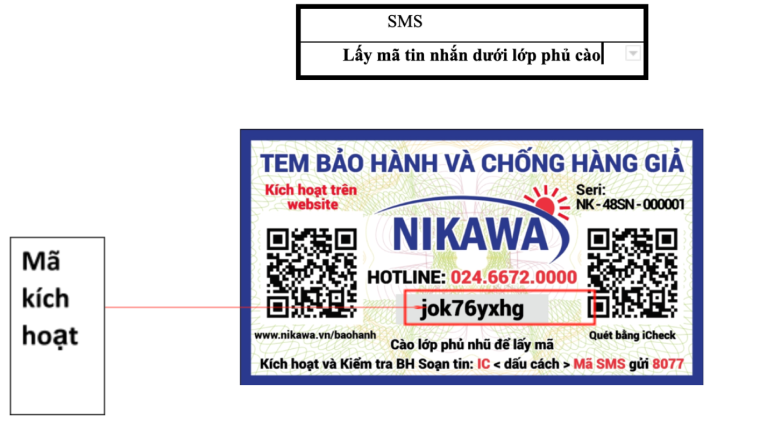 SMS
Lấy mã tin nhắn dưới lớp phủ cào
TEM BẢO HÀNH VÀ CHỐNG HÀNG GIẢ
Kích hoạt trên
website
Seri:
NK - 48SN - 000001
NIKAWA
HOTLINE: 024.6672.0000
Mã
kích
hoạt
jok76yxhg
www.nikawa.vn/baohanh
Quét bằng iCheck
Cào lớp phủ nhũ để lấy mã
Kích hoạt và Kiểm tra BH Soạn tin: IC < dấu cách > Mã SMS gửi 8077